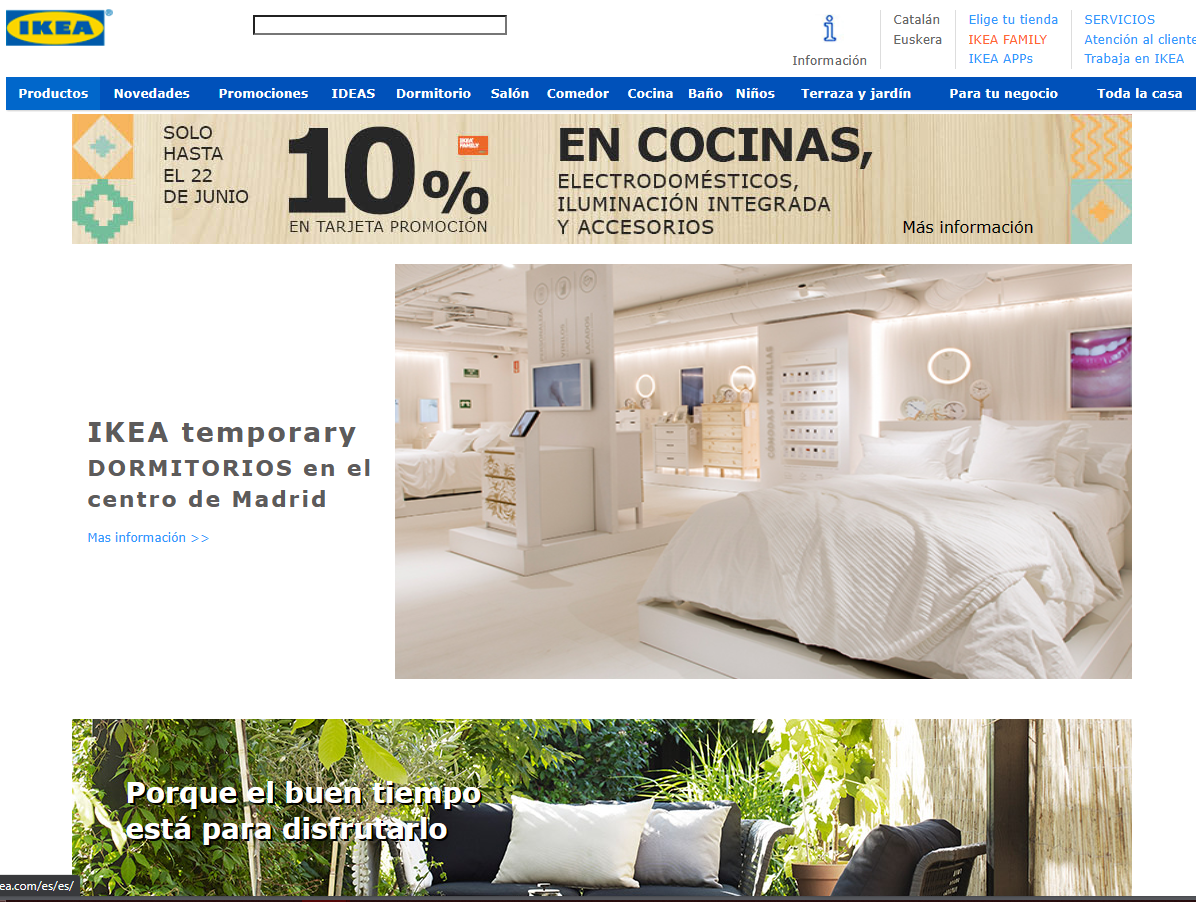 IKEA
®
Información
Catalán
Euskera
Elige tu tienda
IKEA FAMILY
IKEA APPs
SERVICIOS
Atención al cliente
Trabaja en IKEA
Productos
Novedades
Promociones
IDEAS
Dormitorio
Salón
Comedor
Cocina
Baño
Niños
Terraza y jardín
Para tu negocio
Toda la casa
SOLO
HASTA
EL 22
DE JUNIO
10%
IKEA
FAMILY
EN TARJETA PROMOCIÓN
EN COCINAS,
ELECTRODOMÉSTICOS,
ILUMINACIÓN INTEGRADA
Y ACCESORIOS
Más información
IKEA temporary
DORMITORIOS en el
centro de Madrid
Mas información >>
CÓMODAS Y MESILLAS
Porque el buen tiempo
está para disfrutarlo
ea.com/es/es/